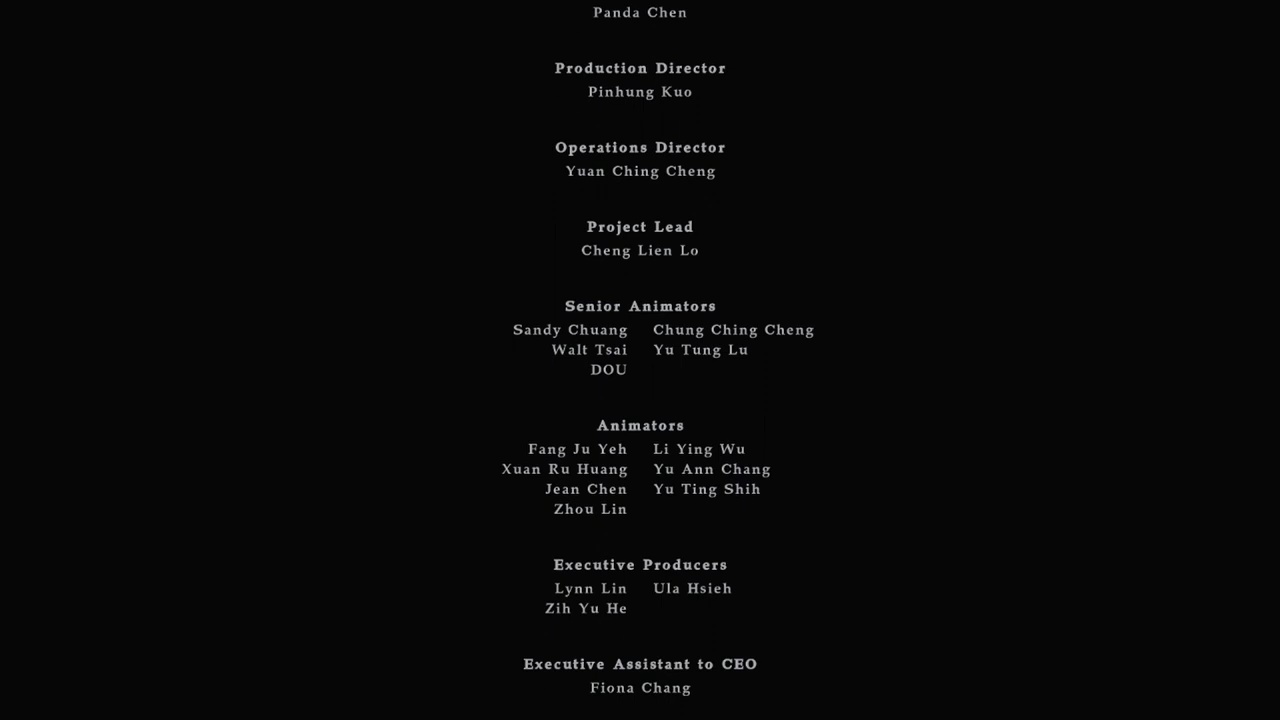 Panda Chen
Production Director
Pinhung Kuo
Operations Director
Yuan Ching Cheng
Project Lead
Cheng Lien Lo
Senior Animators
Sandy Chuang Chung Ching Cheng
Walt Tsai Yu Tung Lu
DOU
Animators
Fang Ju Yeh Li Ying Wu
Xuan Ru Huang Yu Ann Chang
Jean Chen Yu Ting Shih
Zhou Lin
Executive Producers
Lynn Lin Ula Hsieh
Zih Yu He
Executive Assistant to CEO
Fiona Chang